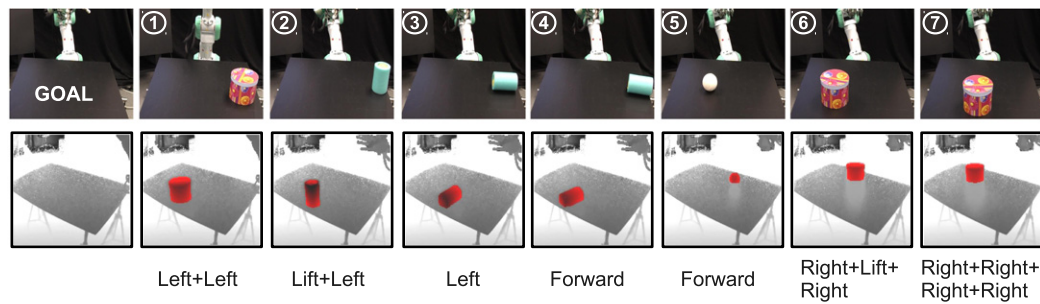 GOAL
1 2 3 4 5 6 7
Left+Left Lift+Left Left Forward Forward Right+Lift+ Right+Right+
Right Right+Right